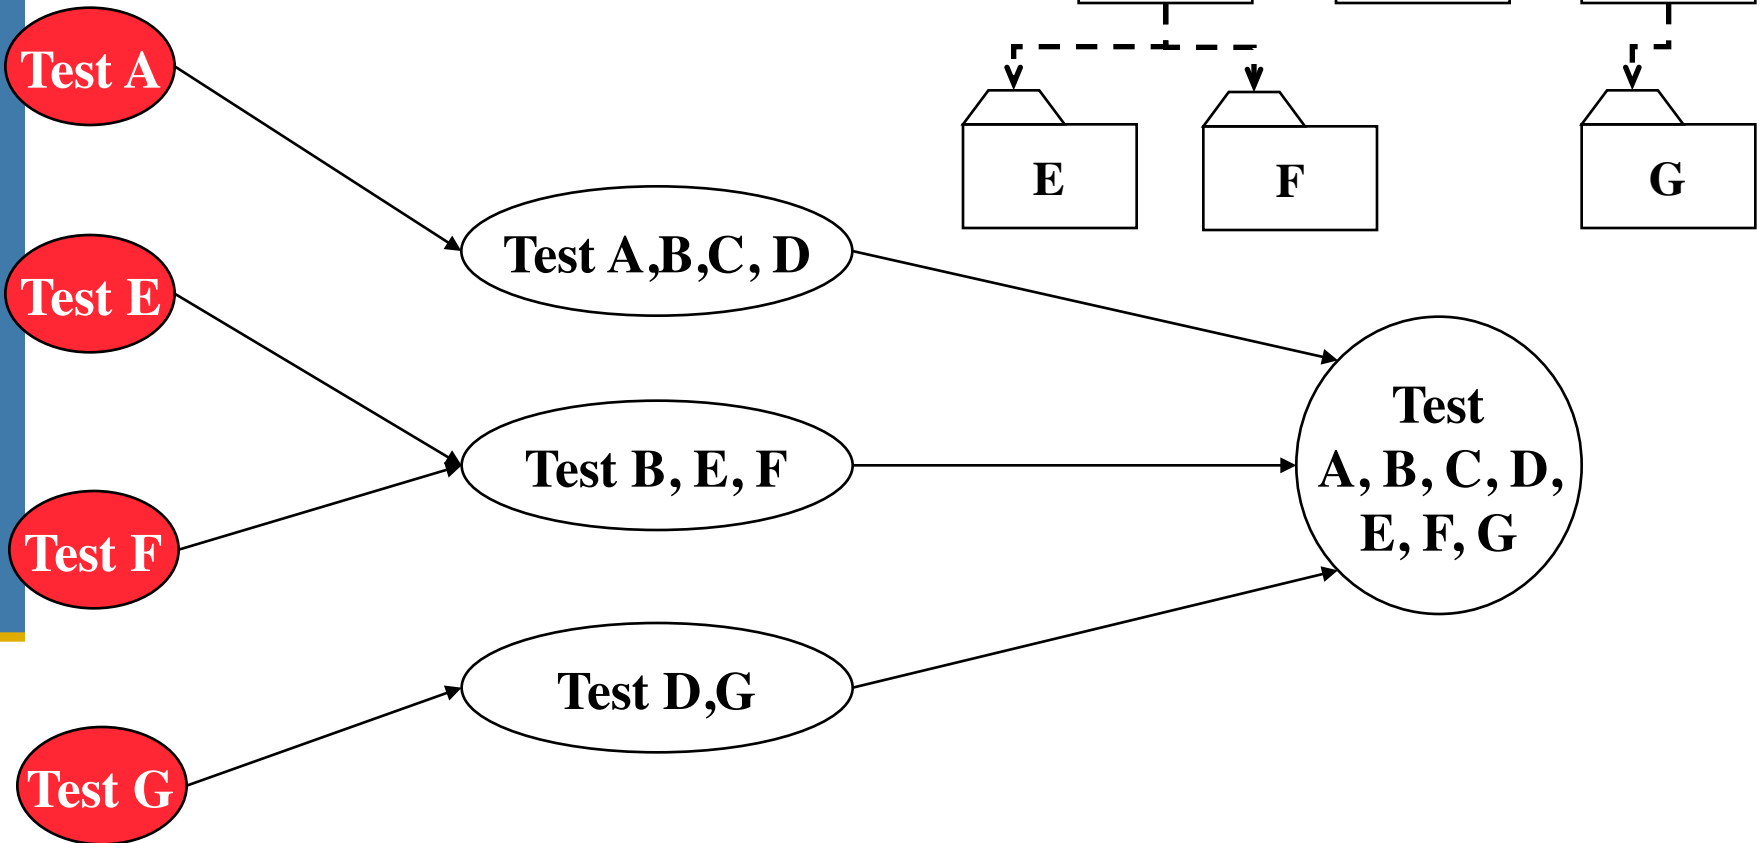 Test A
E
F
G
Test A,B,C, D
Test E
Test
A, B, C, D,
E, F, G
Test B, E, F
Test F
Test D,G
Test G